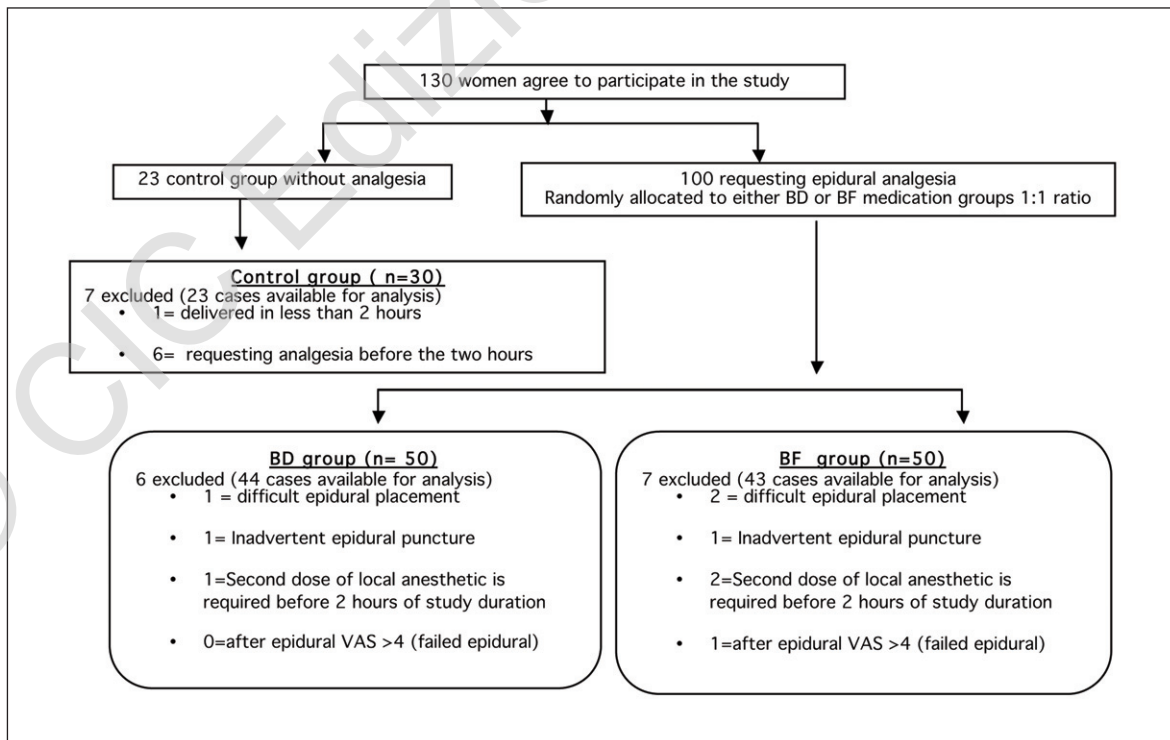 130 women agree to participate in the study
23 control group without analgesia
100 requesting epidural analgesia
Randomly allocated to either BD or BF medication groups 1:1 ratio
Control group ( n=30)
7 excluded (23 cases available for analysis)
• 1= delivered in less than 2 hours
• 6= requesting analgesia before the two hours
BD group (n= 50)
6 excluded (44 cases available for analysis)
• 1 = difficult epidural placement
• 1= Inadvertent epidural puncture
• 1=Second dose of local anesthetic is
required before 2 hours of study duration
• 0=after epidural VAS >4 (failed epidural)
BF group (n=50)
7 excluded (43 cases available for analysis)
• 2 = difficult epidural placement
• 1= Inadvertent epidural puncture
• 2=Second dose of local anesthetic is
required before 2 hours of study duration
• 1=after epidural VAS >4 (failed epidural)
CIC Edizi